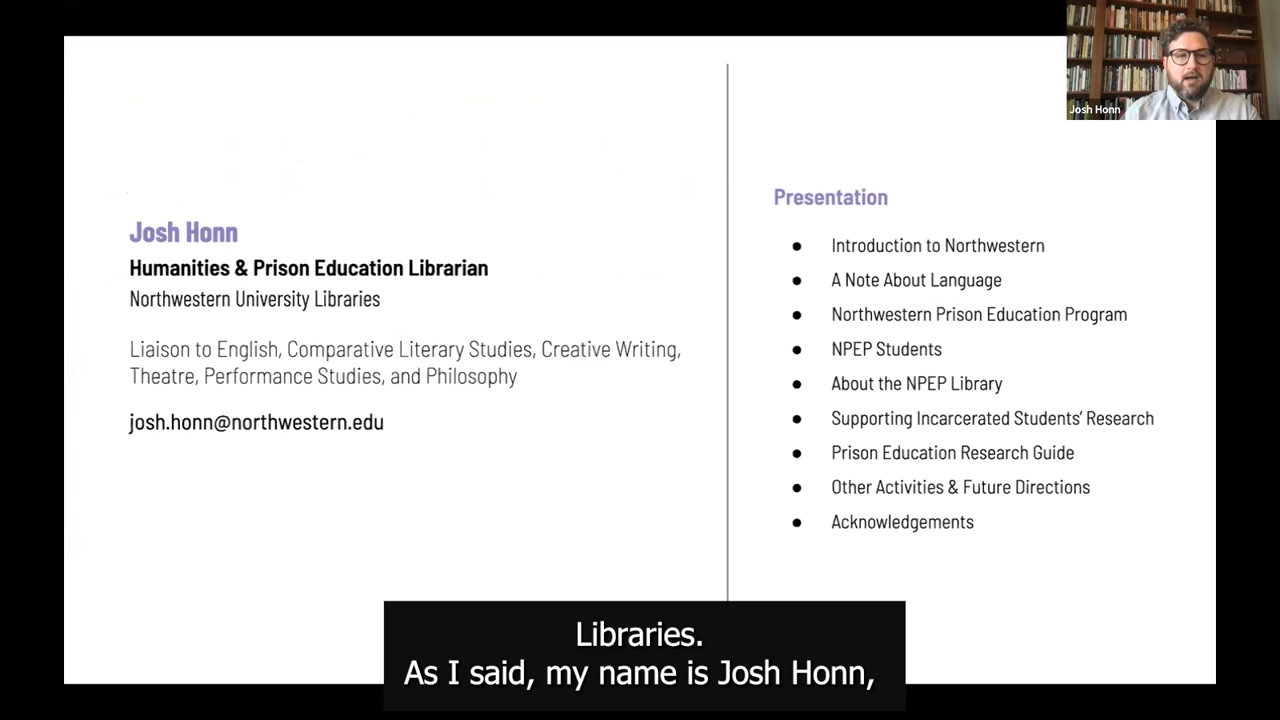 Josh Honn
Josh Honn
Humanities & Prison Education Librarian
Northwestern University Libraries
Liaison to English, Comparative Literary Studies, Creative Writing,
Theatre, Performance Studies, and Philosophy
josh.honn@northwestern.edu
Presentation
● Introduction to Northwestern
● A Note About Language
● Northwestern Prison Education Program
● NPEP Students
● About the NPEP Library
● Supporting Incarcerated Students’ Research
● Prison Education Research Guide
● Other Activities & Future Directions
● Acknowledgements
Libraries.
As I said, my name is Josh Honn,